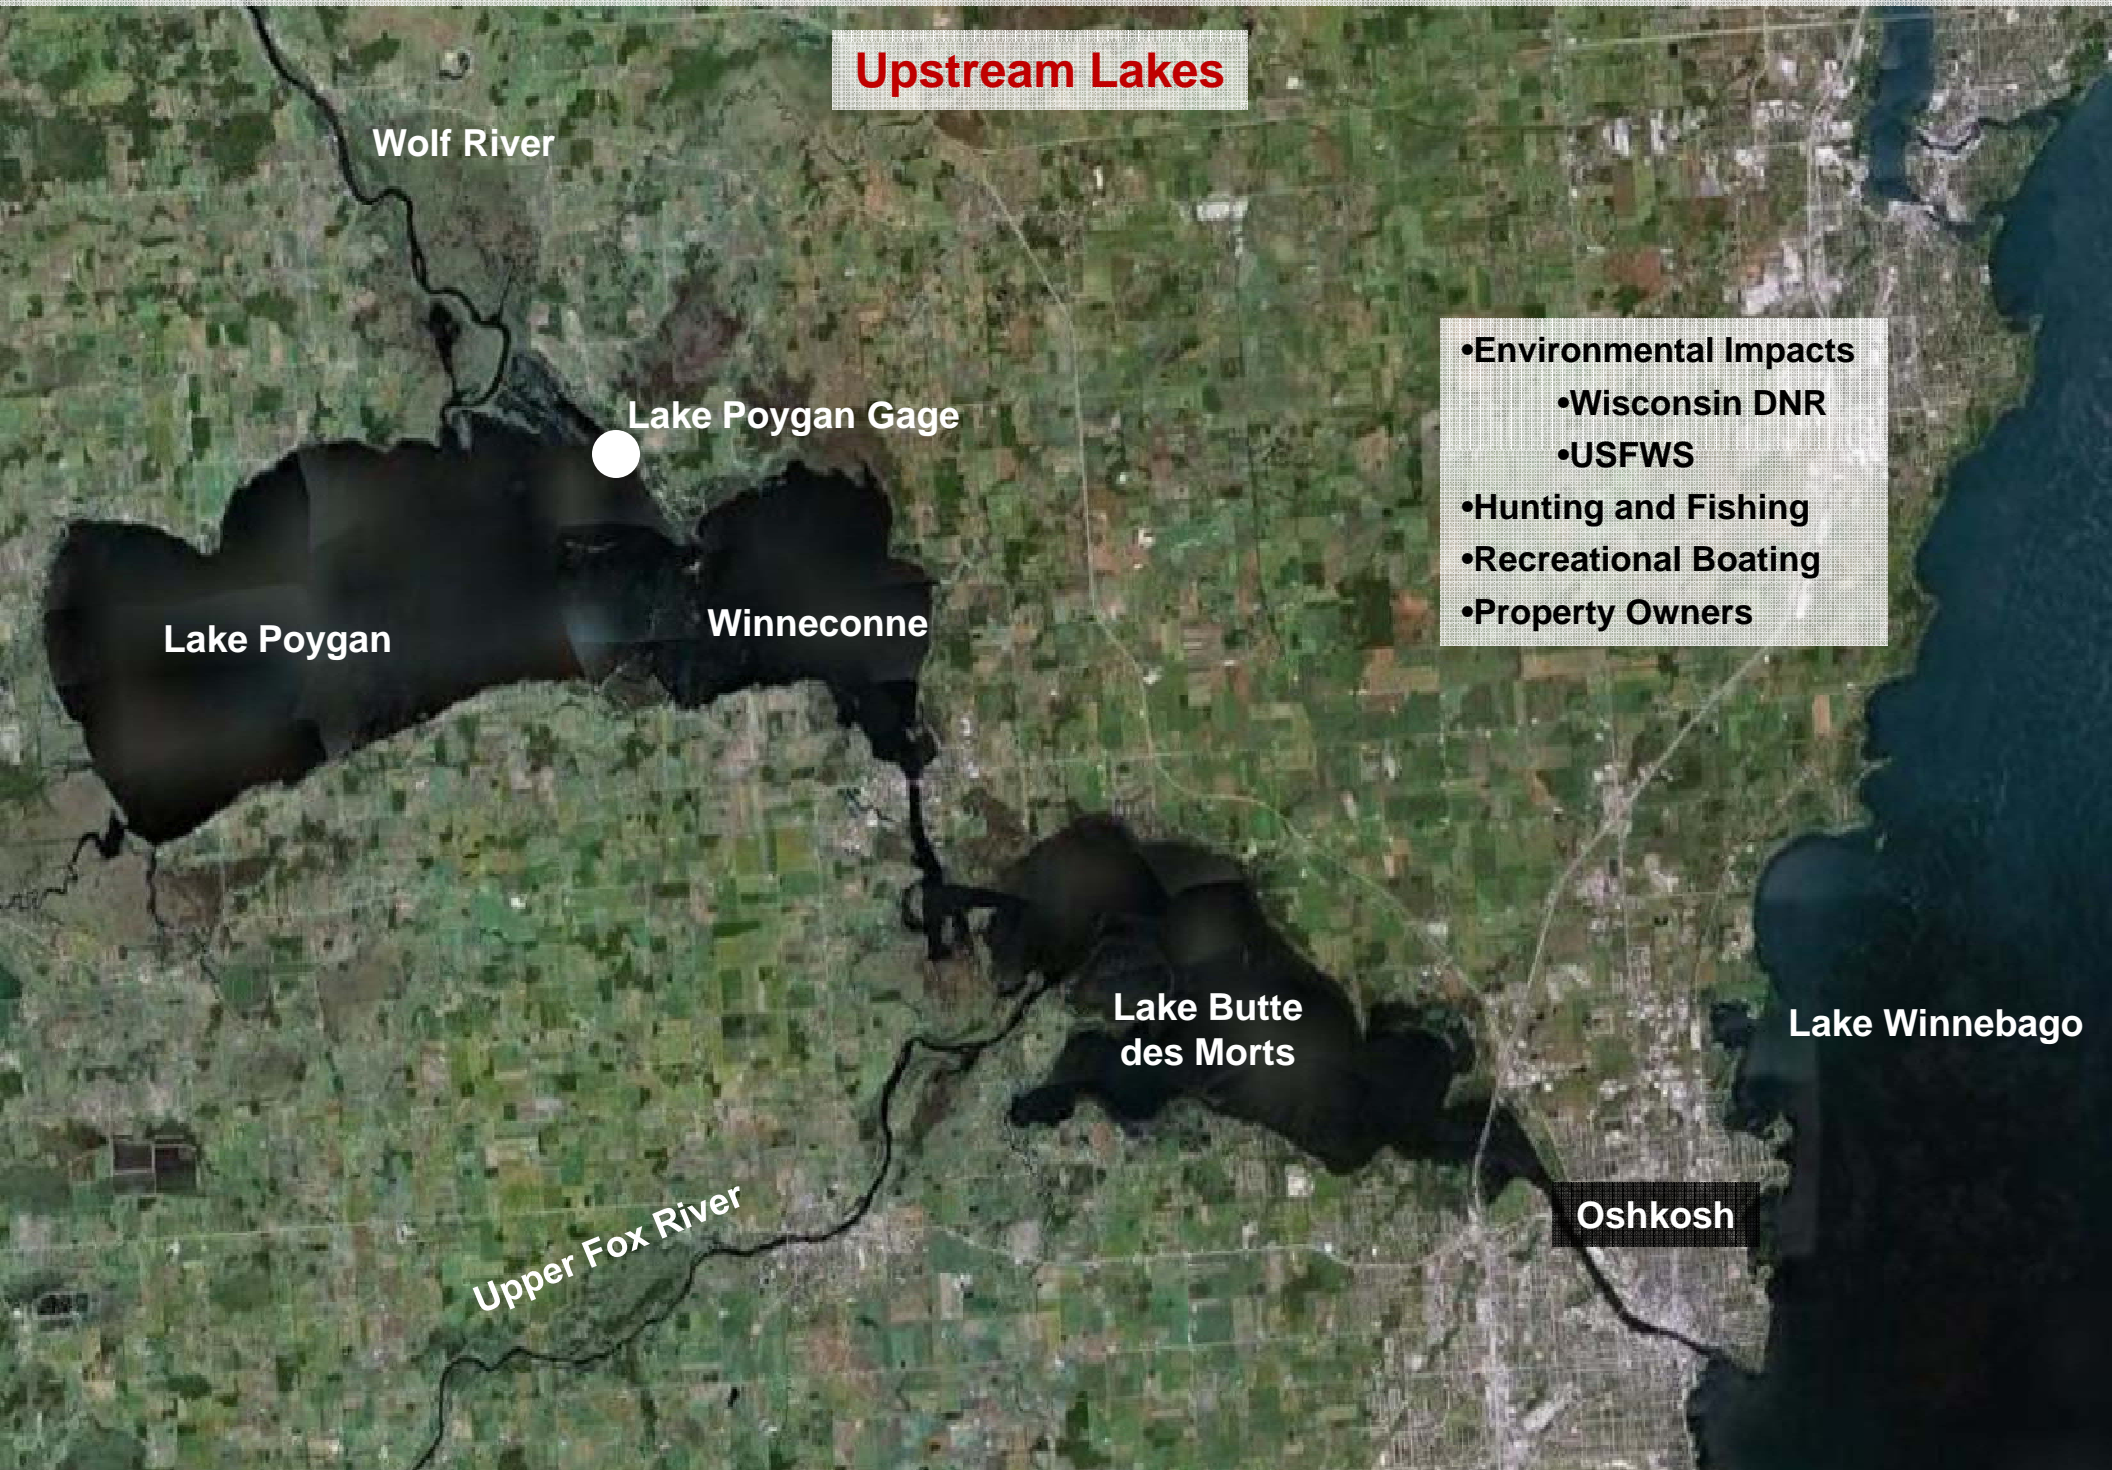 Upstream Lakes
Wolf River
•Environmental Impacts
•Wisconsin DNR
•USFWS
•Hunting and Fishing
•Recreational Boating
•Property Owners
Lake Poygan Gage
Winneconne
Lake Poygan
Lake Butte
des Morts
Lake Winnebago
Upper Fox River
Oshkosh